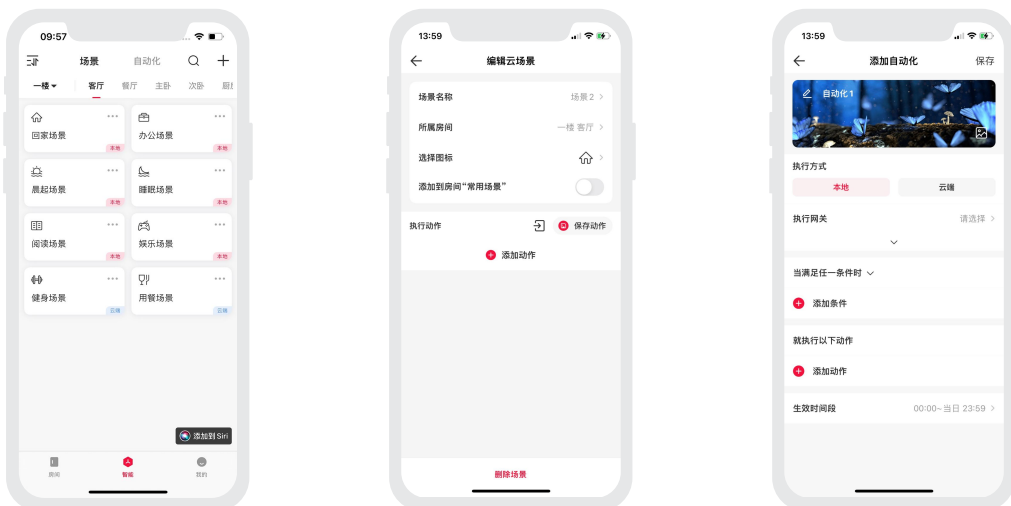 09:57
场景 自动化
一楼 客厅 餐厅 主卧 次卧
回家场景 办公场景
本地 本地
晨起场景 睡眠场景
本地 本地
阅读场景 娱乐场景
本地 本地
健身场景 用餐场景
云端 云端
添加到 Siri
房间 智能 我的
13:59
编辑云场景
场景名称 场景2
所属房间 一楼 客厅
选择图标
添加到房间“常用场景”
执行动作 保存动作
添加动作
删除场景
13:59
添加自动化 保存
自动化1
执行方式
本地 云端
执行网关 请选择
当满足任一条件时
添加条件
就执行以下动作
添加动作
生效时间段 00:00~当日 23:59